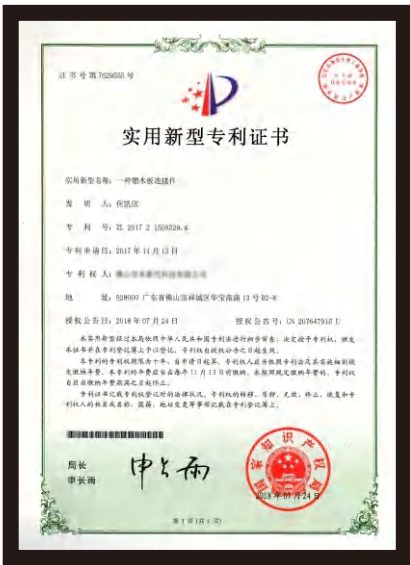 证书号第7629555号
实用新型专利证书
实用新型名称：一种塑木板连接件
发明人：何凯欣
专利号：ZL 2017 2 1508328.4
专利申请日：2017年11月13日
专利权人：
地址：528000 广东省佛山市禅城区华宝南路13号B2-8
授权公告日：2018年07月24日 授权公告号：CN 207647915 U
本实用新型经过本局依照中华人民共和国专利法进行初步审查，决定授予专利权，颁发
本证书并在专利登记簿上予以登记，专利权自授权公告之日起生效。
本专利的专利权期限为十年，自申请日起算。专利权人应当依照专利法及其实施细则规
定缴纳年费。本专利的年费应当在每年11月13日前缴纳。未按照规定缴纳年费的，专利权
自应当缴纳年费期满之日起终止。
专利证书记载专利权登记时的法律状况。专利权的转移、质押、无效、终止、恢复和专
利权人的姓名或名称、国籍、地址变更等事项记载在专利登记簿上。
局长
申长雨
申长雨
国家知识产权局
2018年07月24日
第1页(共1页)